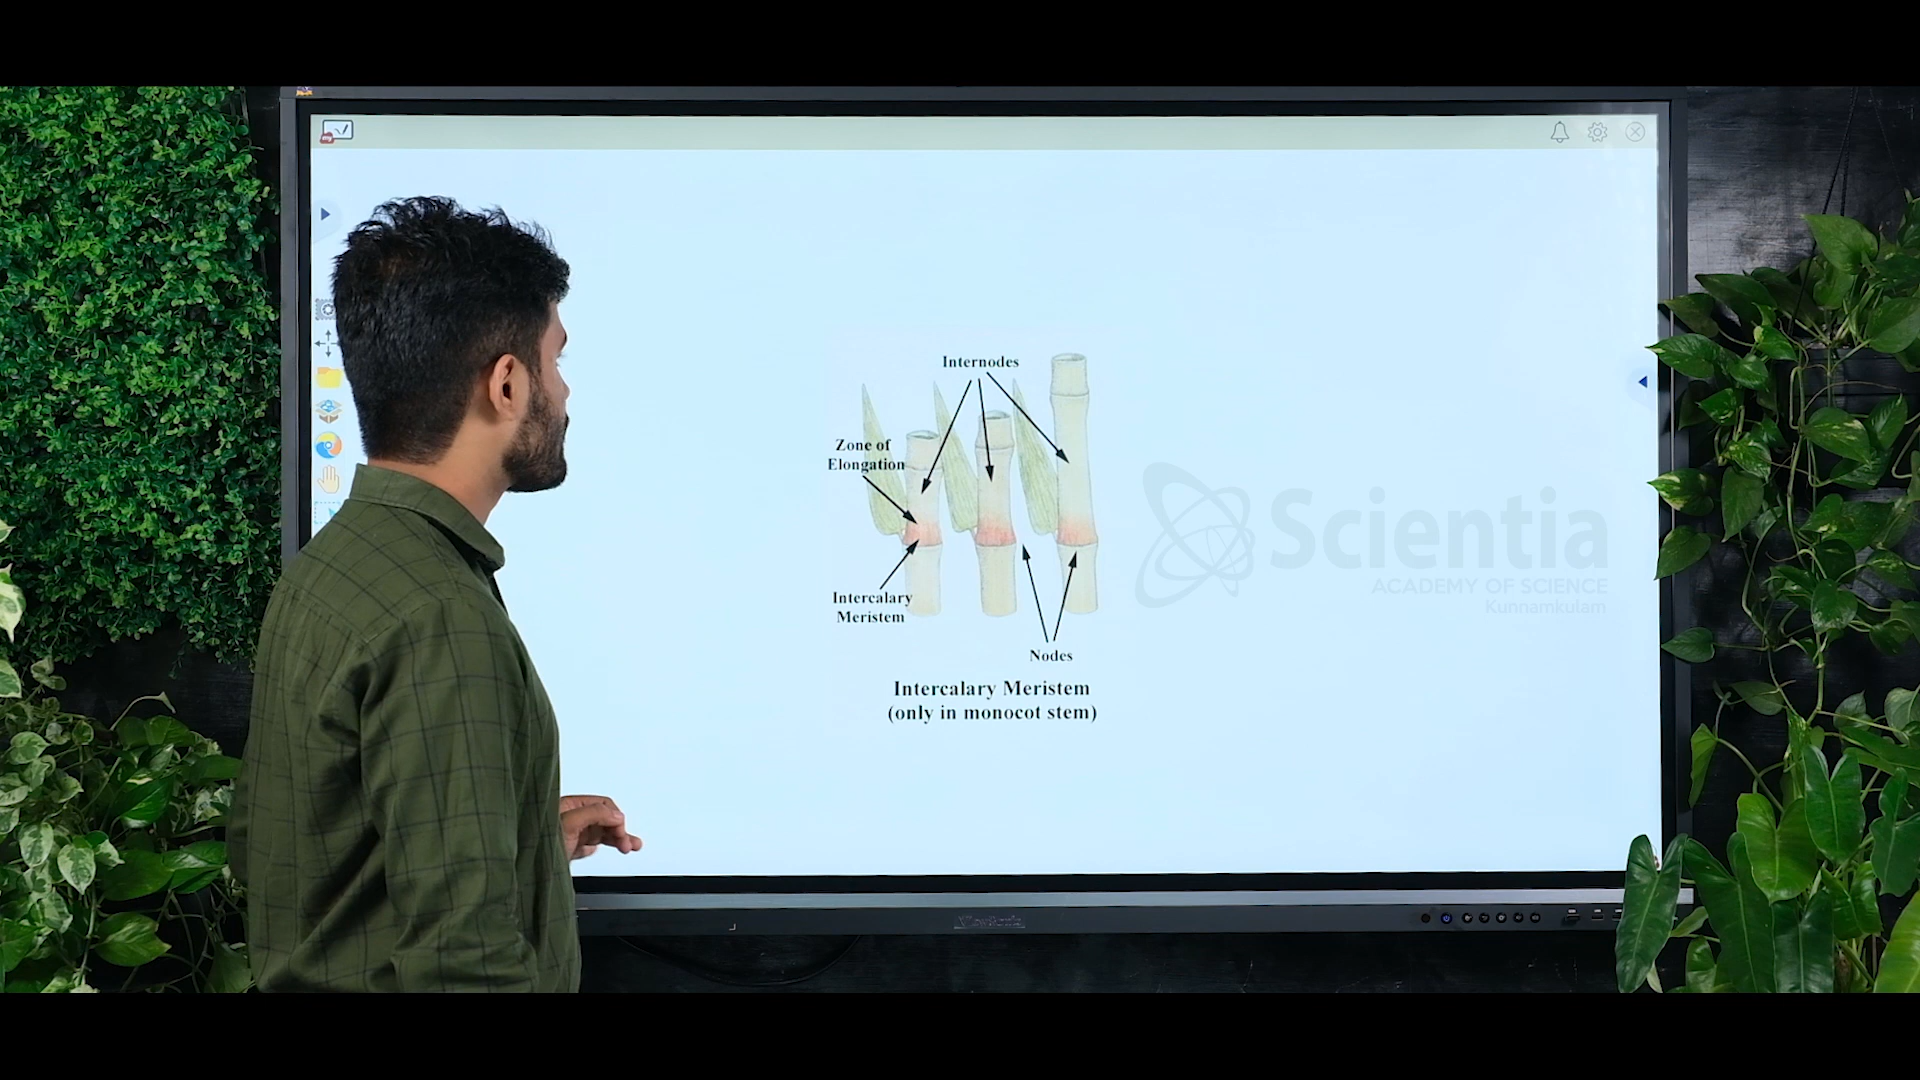 Internodes
Zone of
Elongation
Intercalary
Meristem
Nodes
Intercalary Meristem
(only in monocot stem)
Scientia
ACADEMY OF SCIENCE
Kunnamkulam